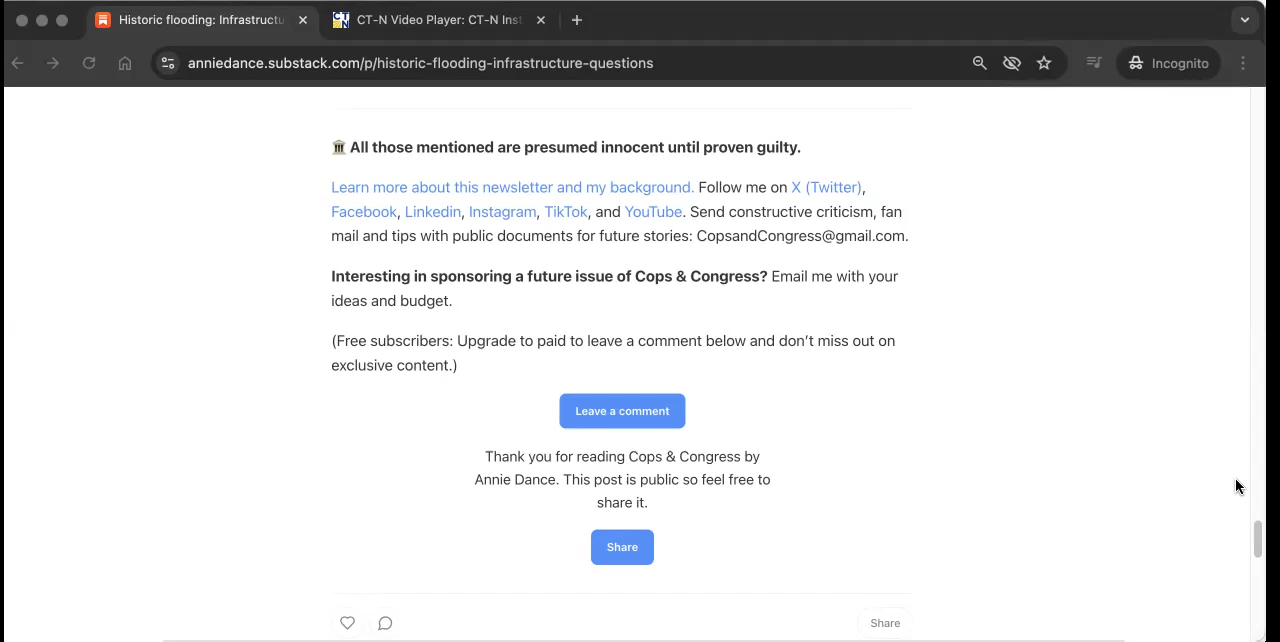 Historic flooding: Infrastructu
CT-N Video Player: CT-N Inst
anniedance.substack.com/p/historic-flooding-infrastructure-questions
Incognito
All those mentioned are presumed innocent until proven guilty.
Learn more about this newsletter and my background. Follow me on X (Twitter),
Facebook, Linkedin, Instagram, TikTok, and YouTube. Send constructive criticism, fan
mail and tips with public documents for future stories: CopsandCongress@gmail.com.
Interesting in sponsoring a future issue of Cops & Congress? Email me with your
ideas and budget.
(Free subscribers: Upgrade to paid to leave a comment below and don’t miss out on
exclusive content.)
Leave a comment
Thank you for reading Cops & Congress by
Annie Dance. This post is public so feel free to
share it.
Share
Share